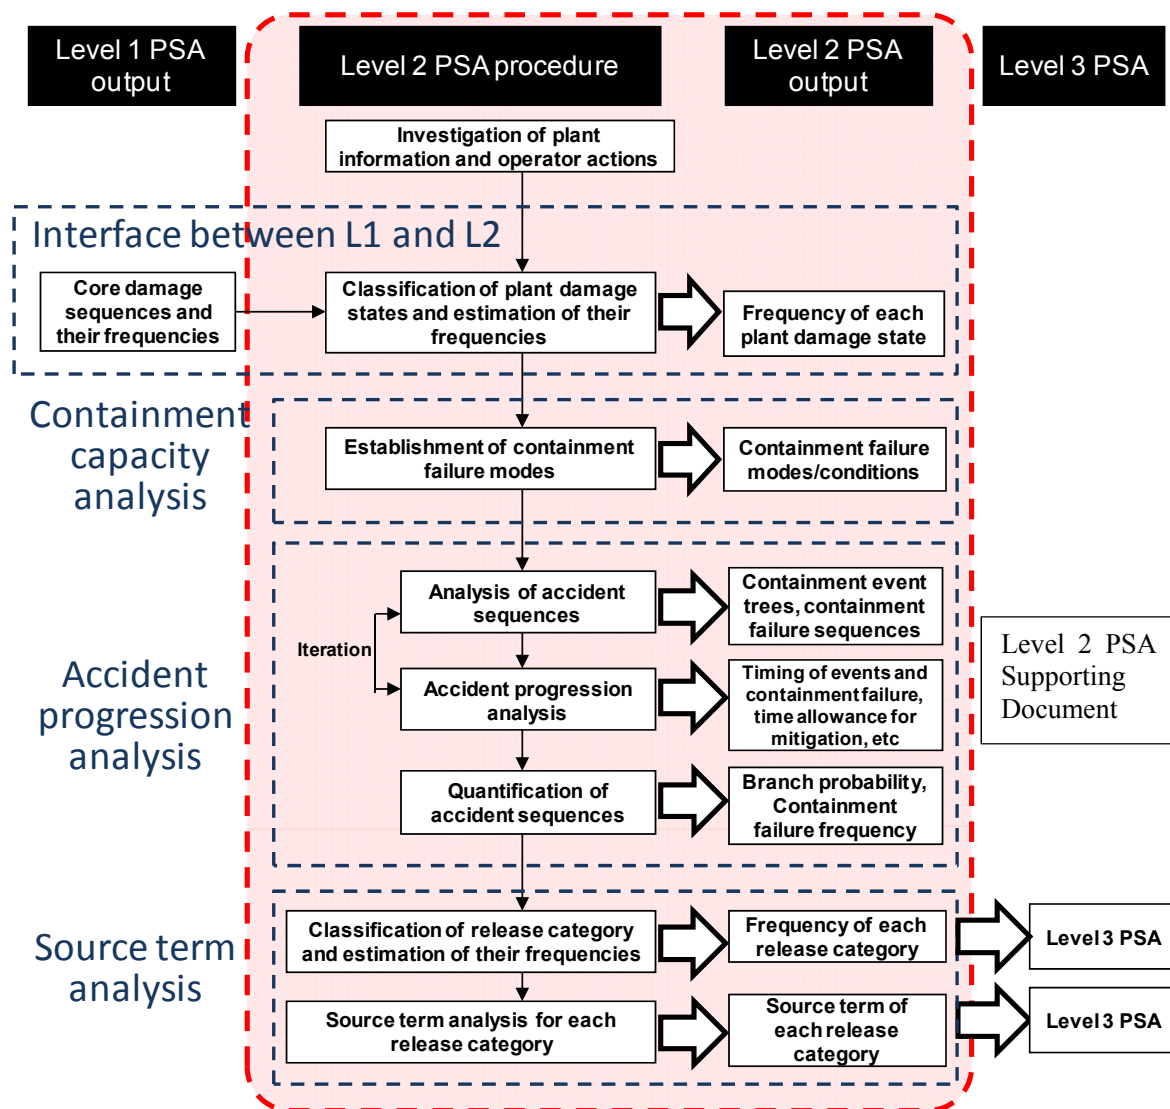 Level 1 PSA
output
Level 2 PSA procedure
Level 2 PSA
output
Level 3 PSA
Investigation of plant
information and operator actions
Interface between L1 and L2
Core damage
sequences and
their frequencies
Classification of plant damage
states and estimation of their
frequencies
Frequency of each
plant damage state
Containment
capacity
analysis
Establishment of containment
failure modes
Containment failure
modes/conditions
Accident
progression
analysis
Iteration
Analysis of accident
sequences
Containment event
trees, containment
failure sequences
Accident progression
analysis
Timing of events and
containment failure,
time allowance for
mitigation, etc
Quantification of
accident sequences
Branch probability,
Containment
failure frequency
Level 2 PSA
Supporting
Document
Source term
analysis
Classification of release category
and estimation of their frequencies
Frequency of each
release category
Level 3 PSA
Source term analysis for each
release category
Source term of
each release
category
Level 3 PSA